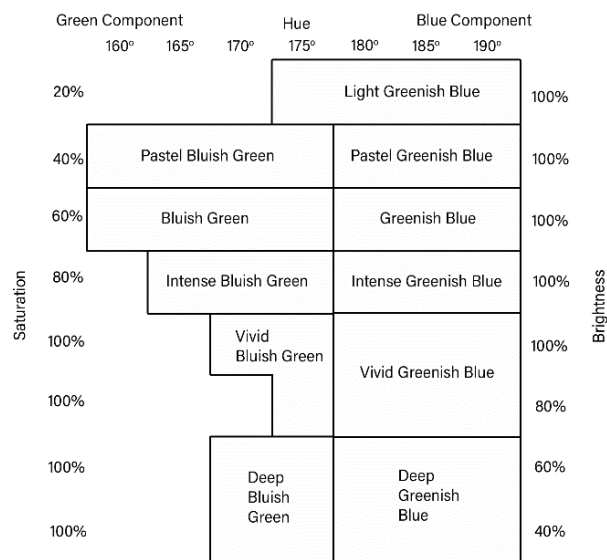 Green Component Hue Blue Component
160° 165° 170° 175° 180° 185° 190°
20% Light Greenish Blue 100%
40% Pastel Bluish Green Pastel Greenish Blue 100%
60% Bluish Green Greenish Blue 100%
80% Intense Bluish Green Intense Greenish Blue 100%
Saturation
Brightness
100% Vivid
Bluish Green 100%
Vivid Greenish Blue
100% 80%
100% 60%
Deep
Bluish
Green
Deep
Greenish
Blue
100% 40%